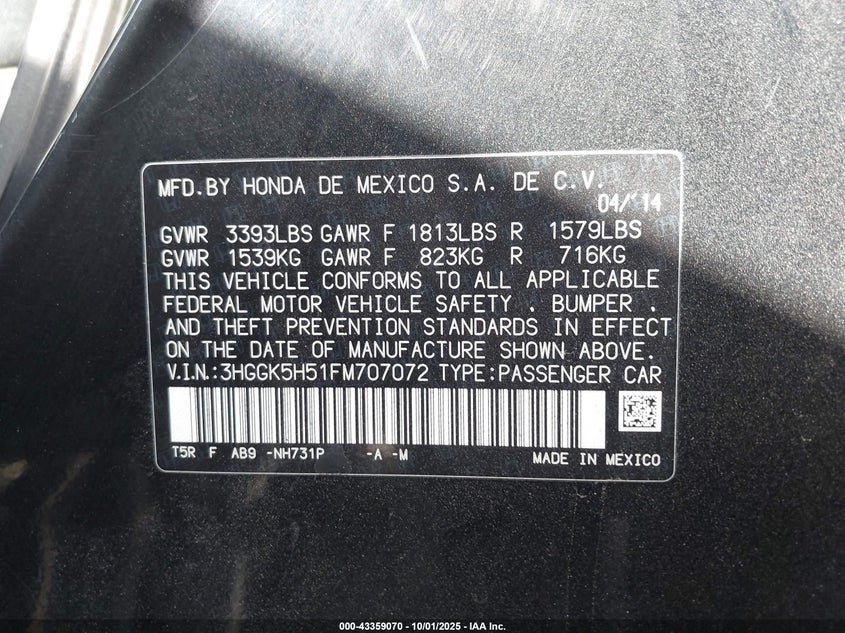 MFD.BY HONDA DE MEXICO S.A. DE C.V.
04/14
GVWR 3393LBS GAWR F 1813LBS R 1579LBS
GVWR 1539KG GAWR F 823KG R 716KG
THIS VEHICLE CONFORMS TO ALL APPLICABLE
FEDERAL MOTOR VEHICLE SAFETY . BUMPER .
AND THEFT PREVENTION STANDARDS IN EFFECT
ON THE DATE OF MANUFACTURE SHOWN ABOVE.
V.I.N.:3HGGK5H51FM707072 TYPE:PASSENGER CAR
T5R F AB9 -NH731P -A -M MADE IN MEXICO
000-43359070 - 10/01/2025 - IAA Inc.